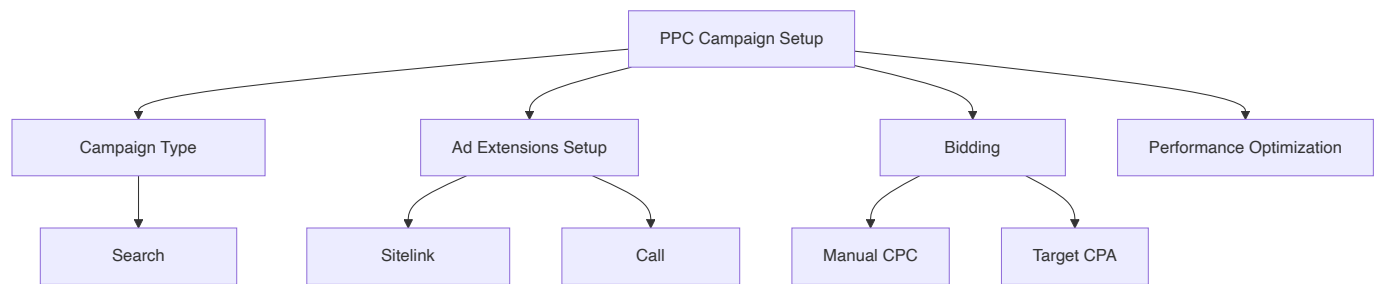 PPC Campaign Setup
Campaign Type
Ad Extensions Setup
Bidding
Performance Optimization
Search
Sitelink
Call
Manual CPC
Target CPA